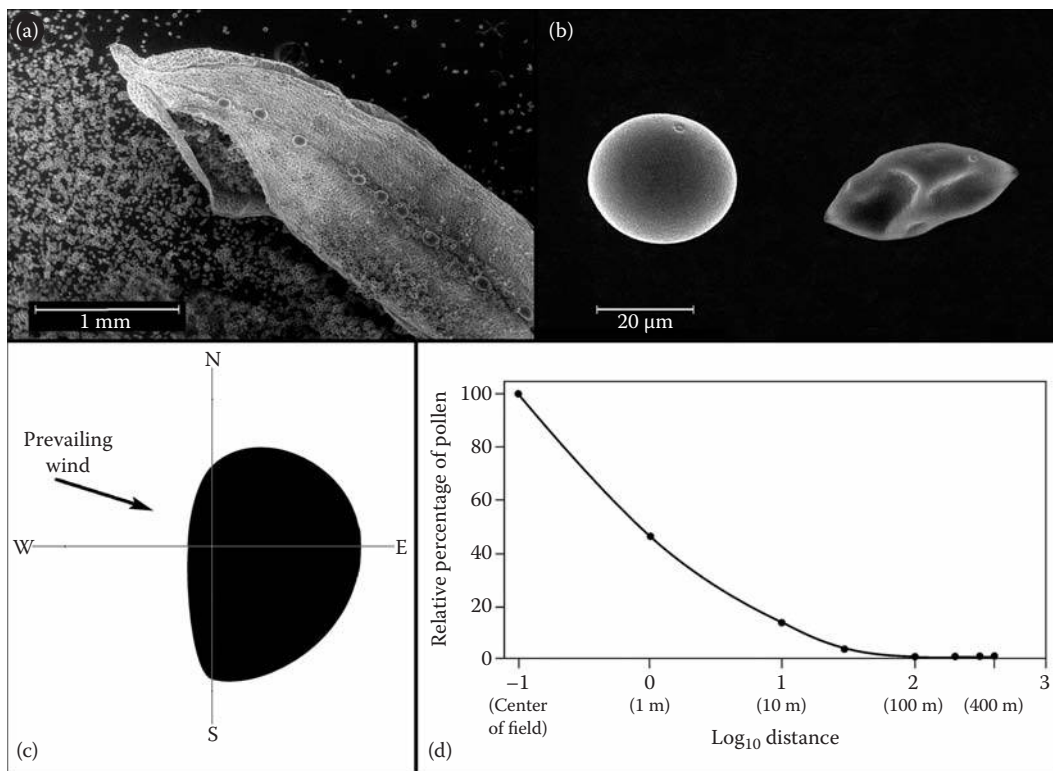 (a)
1 mm
(b)
20 µm
N
Prevailing
wind
W
E
S
(c)
Relative percentage of pollen
100
80
60
40
20
0
–1
0
1
2
3
(Center
of field)
(1 m)
(10 m)
(100 m)
(400 m)
Log₁₀ distance
(d)